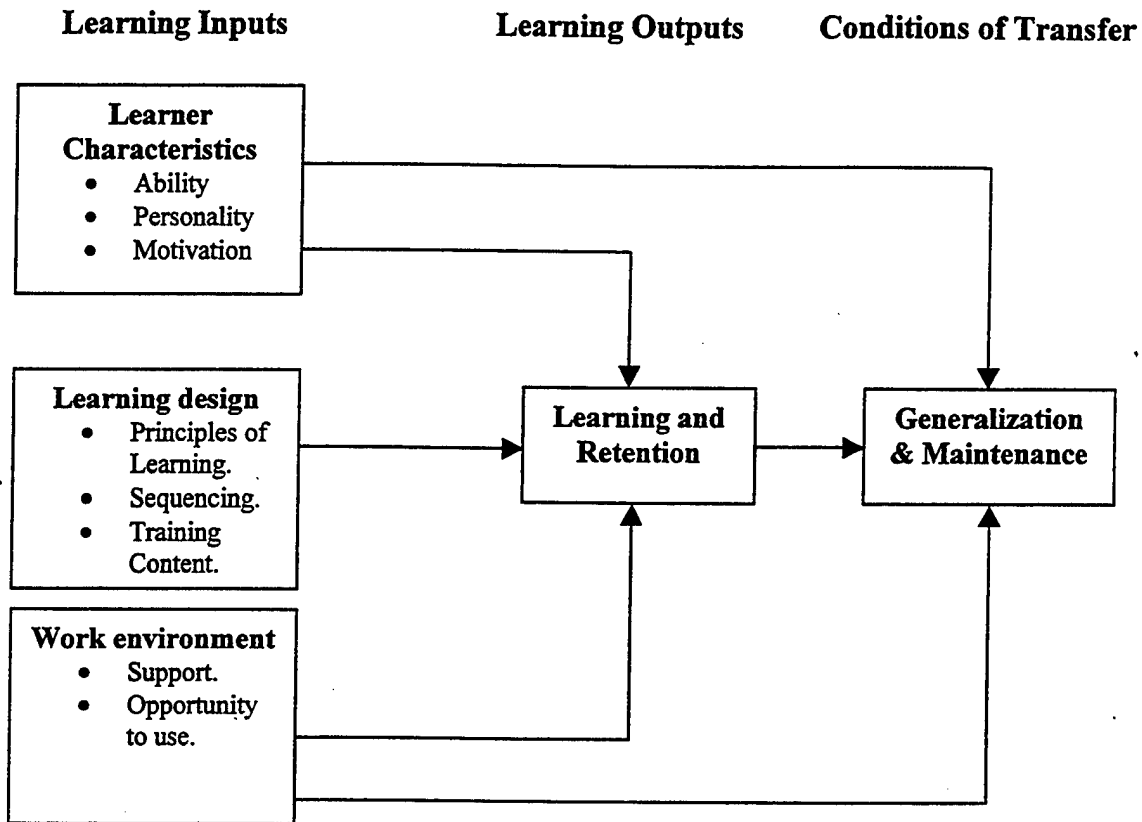 Learning Inputs
Learning Outputs
Conditions of Transfer
Learner
Characteristics
• Ability
• Personality
• Motivation
Learning design
• Principles of
Learning.
• Sequencing.
• Training
Content.
Work environment
• Support.
• Opportunity
to use.
Learning and
Retention
Generalization
& Maintenance